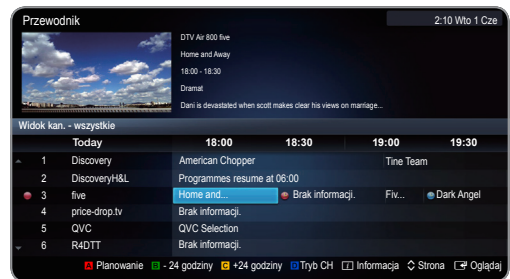 Przewodnik 2:10 Wto 1 Cze
DTV Air 800 five
Home and Away
18:00 - 18:30
Dramat
Dani is devastated when scott makes clear his views on marriage...
Widok kan. - wszystkie
Today 18:00 18:30 19:00 19:30
1 Discovery American Chopper Tine Team
2 DiscoveryH&L Programmes resume at 06:00
3 five Home and... Brak informacji. Fiv... Dark Angel
4 price-drop.tv Brak informacji.
5 QVC QVC Selection
6 R4DTT Brak informacji.
A Planowanie B - 24 godziny C +24 godziny D Tryb CH i Informacja Strona Oglądaj